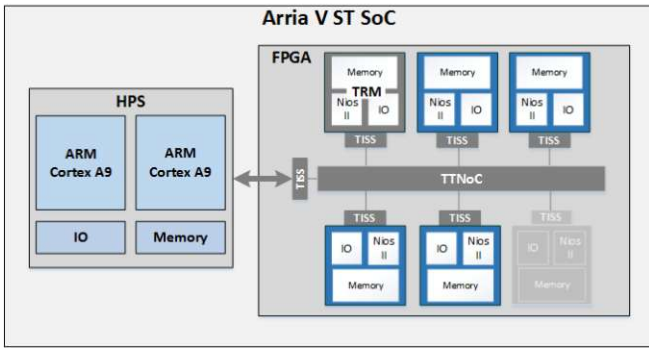 Arria V ST SoC
HPS
ARM
Cortex A9
ARM
Cortex A9
IO
Memory
FPGA
Memory
TRM
Nios
II
IO
TISS
Memory
Nios
II
IO
TISS
Memory
Nios
II
IO
TISS
TISS
TTNoC
TISS
IO
Nios
II
Memory
TISS
IO
Nios
II
Memory
TISS
IO
Nios
II
Memory